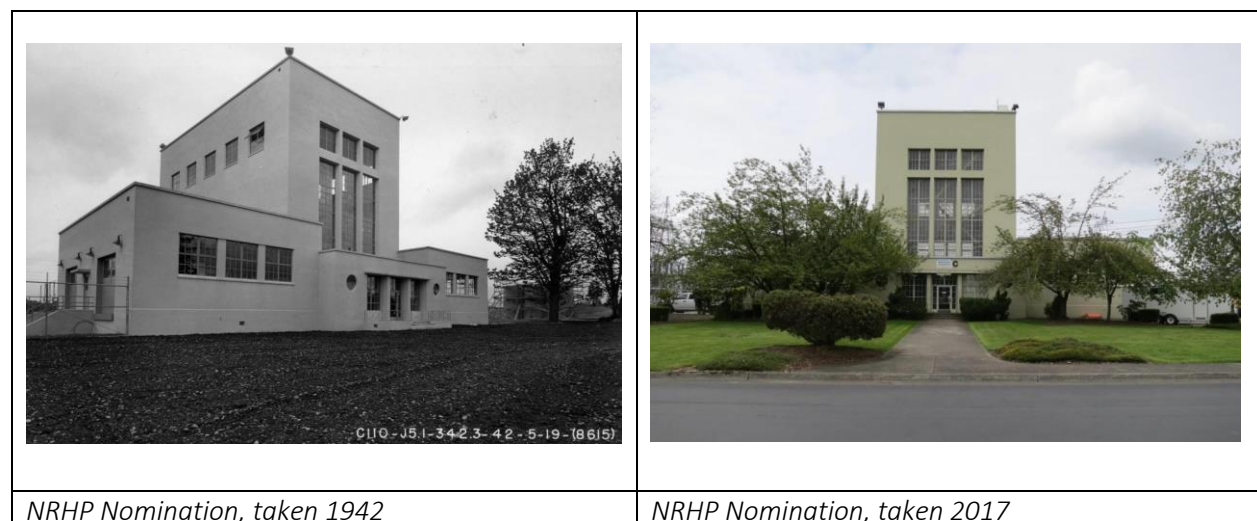 C110-J5.1-342.3-42-5-19-(8615)
NRHP Nomination, taken 1942
NRHP Nomination, taken 2017